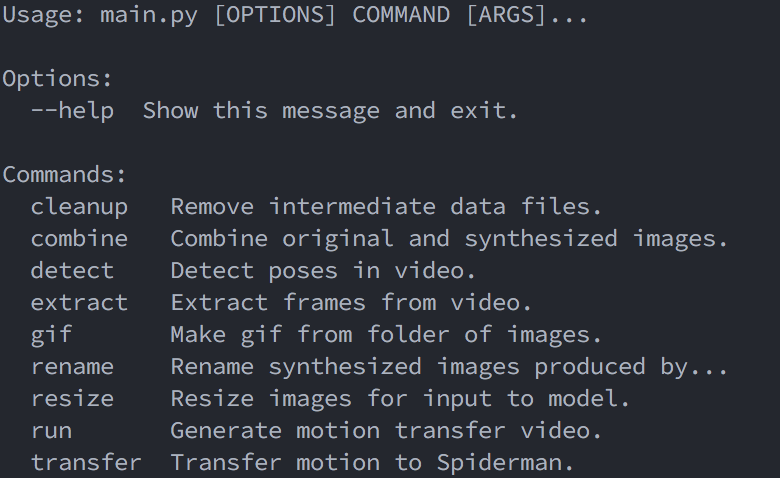 Usage: main.py [OPTIONS] COMMAND [ARGS]...
Options:
--help  Show this message and exit.
Commands:
cleanup   Remove intermediate data files.
combine   Combine original and synthesized images.
detect    Detect poses in video.
extract   Extract frames from video.
gif       Make gif from folder of images.
rename    Rename synthesized images produced by...
resize    Resize images for input to model.
run       Generate motion transfer video.
transfer  Transfer motion to Spiderman.